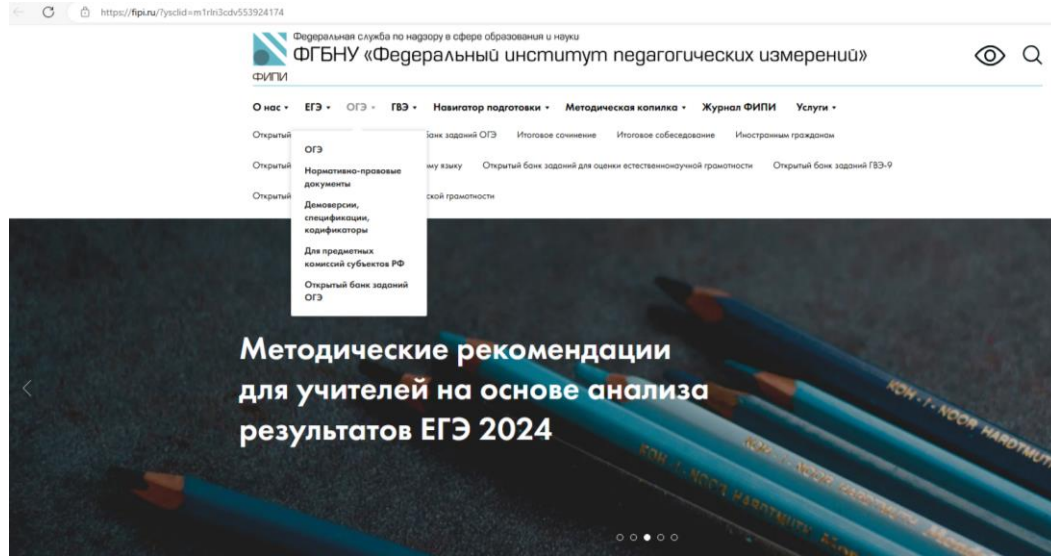 https://fipi.ru/?ysclid=m1rlri3cdv553924174
Федеральная служба по надзору в сфере образования и науки
ФГБНУ «Федеральный институт педагогических измерений»
ФИПИ
О нас ЕГЭ ОГЭ ГВЭ Навигатор подготовки Методическая копилка Журнал ФИПИ Услуги
Открытый банк заданий ОГЭ Итоговое сочинение Итоговое собеседование Иностранным гражданам
Открытый языку Открытый банк заданий для оценки естественнонаучной грамотности Открытый банк заданий ГВЭ-9
Открытый грамотности
ОГЭ
Нормативно-правовые
документы
Демоверсии,
спецификации,
кодификаторы
Для предметных
комиссий субъектов РФ
Открытый банк заданий
ОГЭ
Методические рекомендации
для учителей на основе анализа
результатов ЕГЭ 2024
KOH-I-NOOR HARDTMUTH
KOH-I-NOOR HARDTMUTH